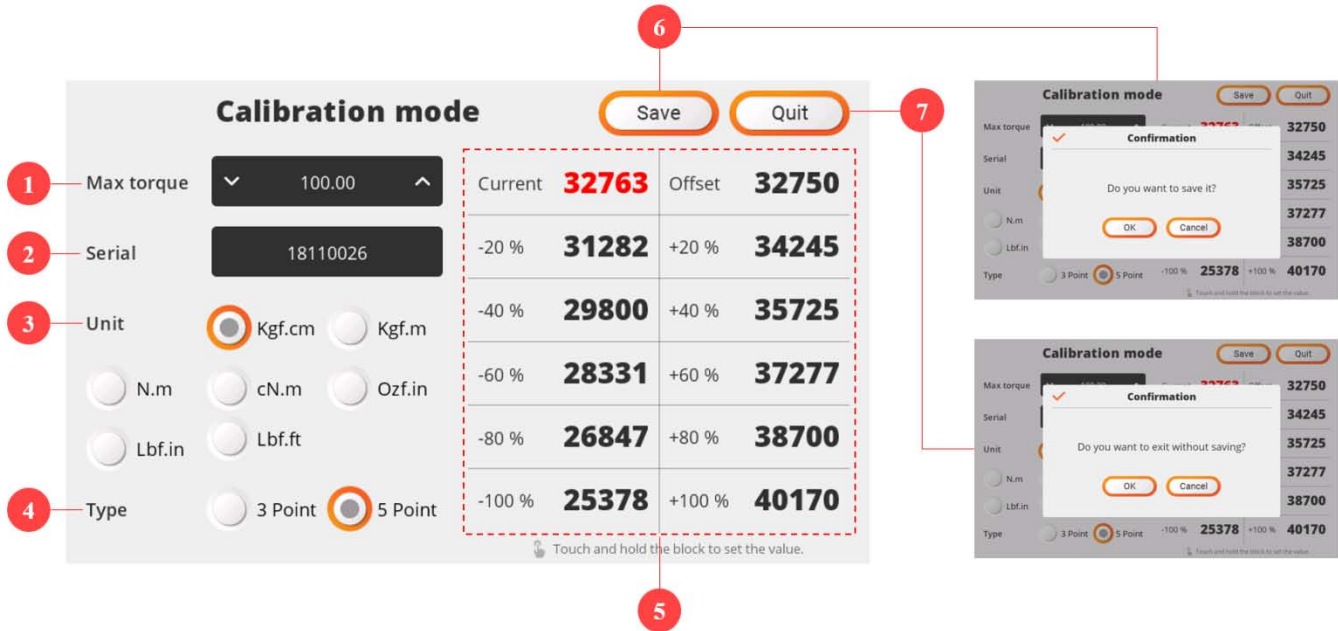 6
Calibration mode
Save
Quit
7
1
Max torque
100.00
2
Serial
18110026
3
Unit
Kgf.cm
Kgf.m
N.m
cN.m
Ozf.in
Lbf.in
Lbf.ft
4
Type
3 Point
5 Point
Current 32763 Offset 32750
-20 % 31282 +20 % 34245
-40 % 29800 +40 % 35725
-60 % 28331 +60 % 37277
-80 % 26847 +80 % 38700
-100 % 25378 +100 % 40170
Touch and hold the block to set the value.
5
Calibration mode
Save
Quit
Max torque
32750
Confirmation
Serial
34245
Do you want to save it?
Unit
35725
N.m
37277
OK
Cancel
Lbf.in
38700
Type
3 Point
5 Point
-100 % 25378 +100 % 40170
Touch and hold the block to set the value.
Calibration mode
Save
Quit
Max torque
32750
Confirmation
Serial
34245
Do you want to exit without saving?
Unit
35725
N.m
37277
OK
Cancel
Lbf.in
38700
Type
3 Point
5 Point
-100 % 25378 +100 % 40170
Touch and hold the block to set the value.